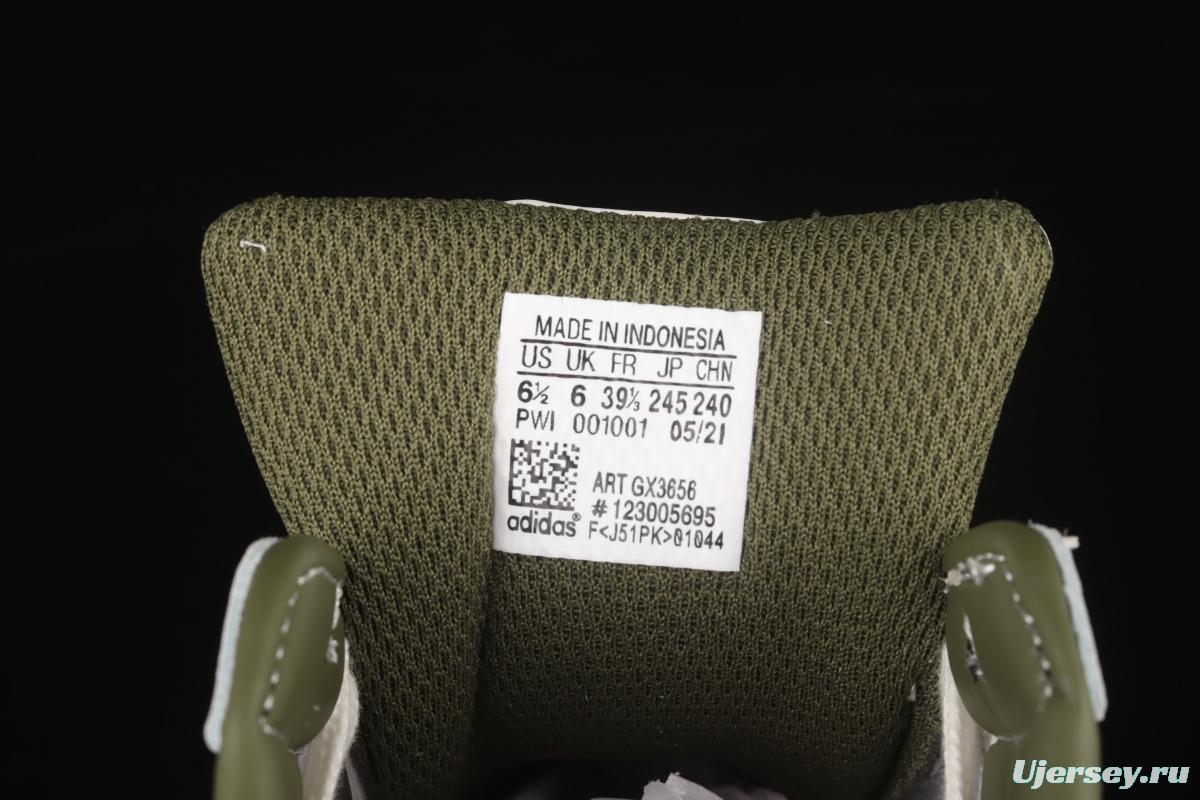 MADE IN INDONESIA
US UK FR JP CHN
6½ 6 39⅓ 245 240
PWI 001001 05/21
ART GX3656
# 123005695
adidas® F<J51PK>01044
Ujersey.ru